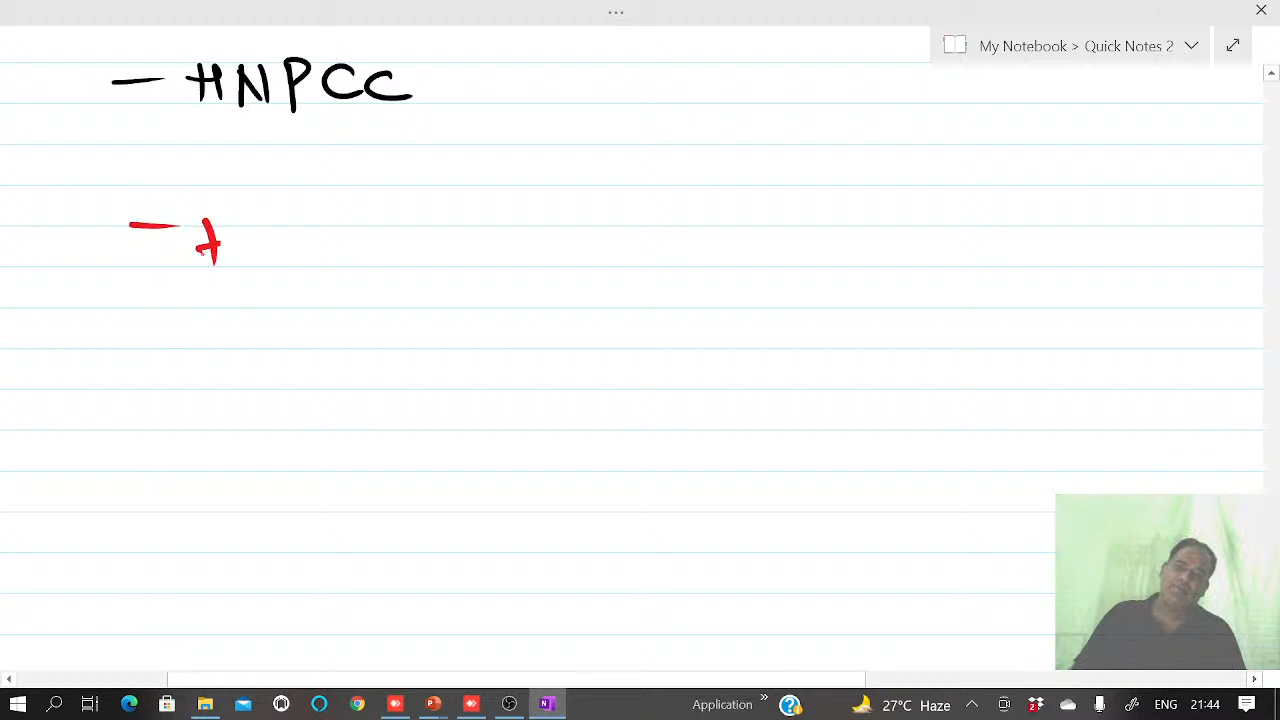 ...
My Notebook > Quick Notes 2
— HNPCC
Application
»
27°C Haze
ENG
21:44